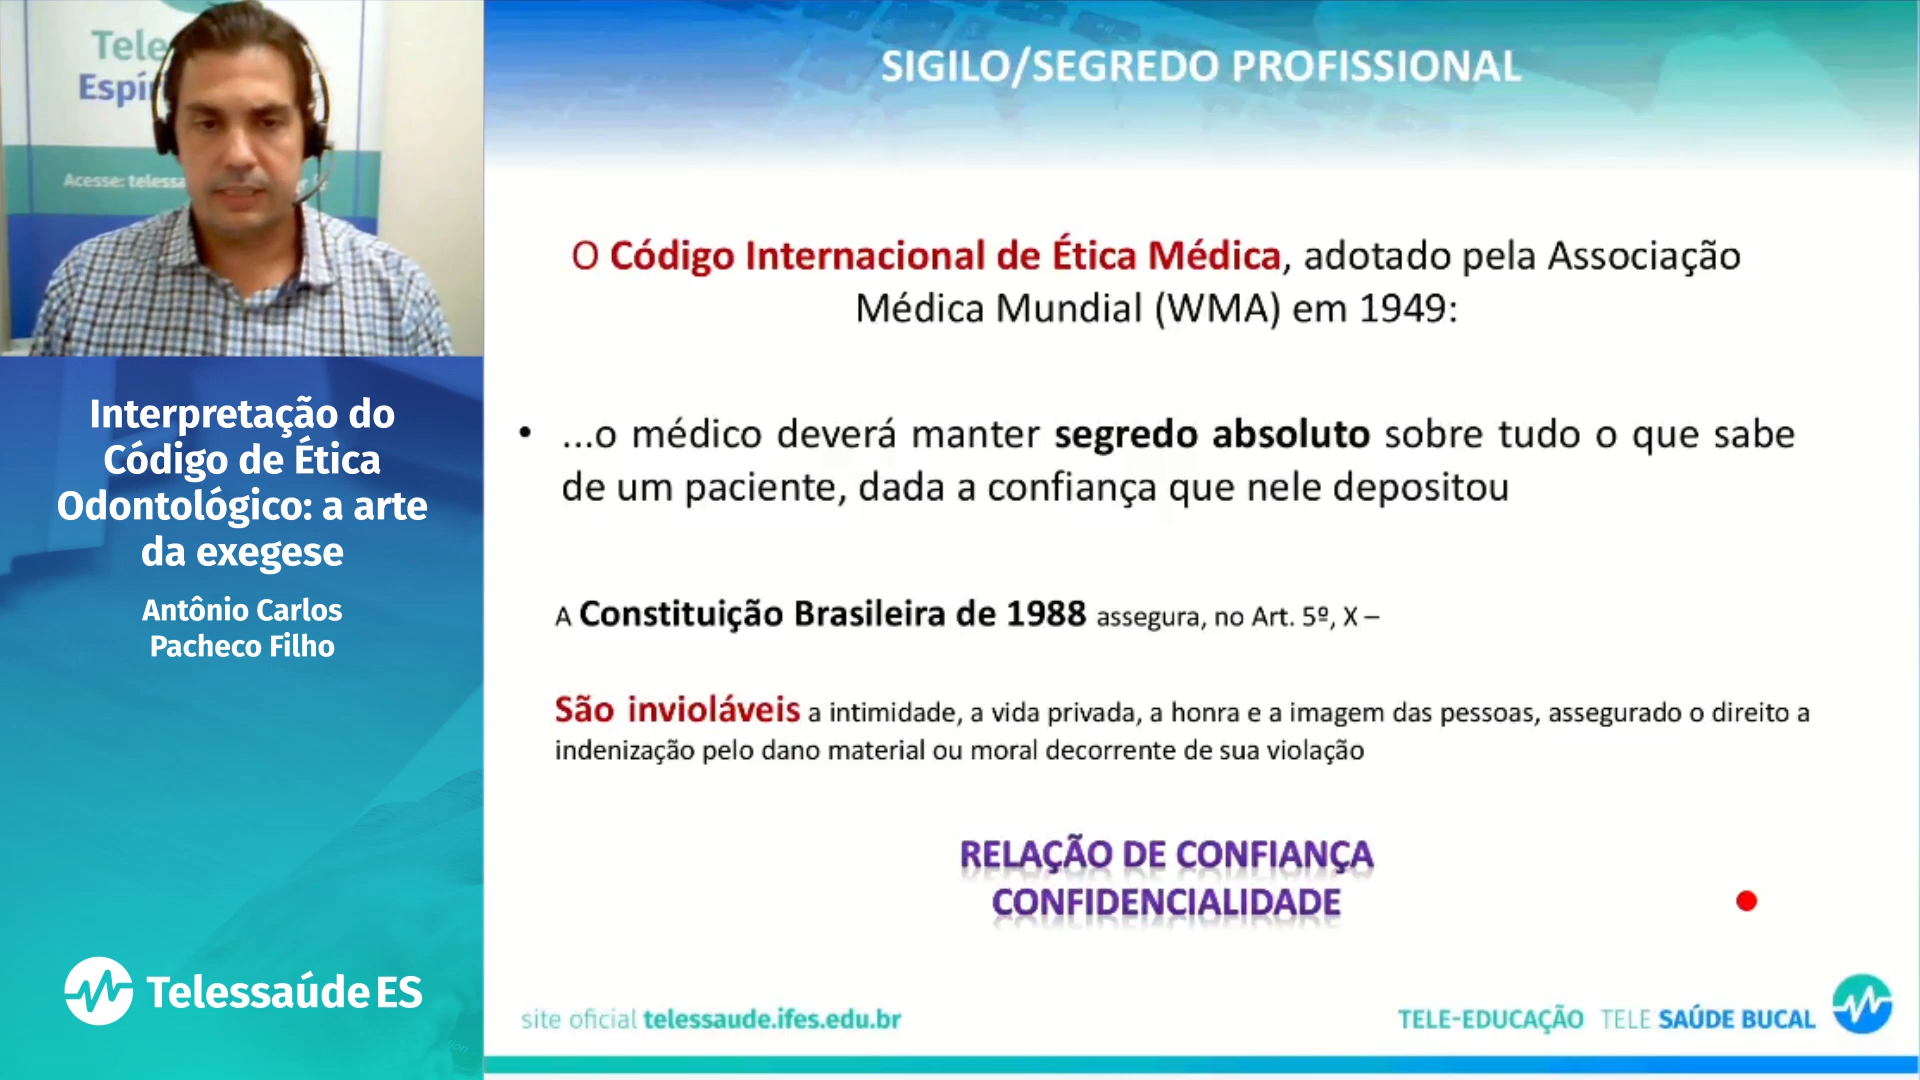 Tele
Espír
Acesse: telessa
Interpretação do
Código de Ética
Odontológico: a arte
da exegese
Antônio Carlos
Pacheco Filho
TelessaúdeES
SIGILO/SEGREDO PROFISSIONAL
O Código Internacional de Ética Médica, adotado pela Associação
Médica Mundial (WMA) em 1949:
• ...o médico deverá manter segredo absoluto sobre tudo o que sabe
de um paciente, dada a confiança que nele depositou
A Constituição Brasileira de 1988 assegura, no Art. 5º, X –
São invioláveis a intimidade, a vida privada, a honra e a imagem das pessoas, assegurado o direito a
indenização pelo dano material ou moral decorrente de sua violação
RELAÇÃO DE CONFIANÇA
CONFIDENCIALIDADE
site oficial telessaude.ifes.edu.br
TELE-EDUCAÇÃO TELE SAÚDE BUCAL